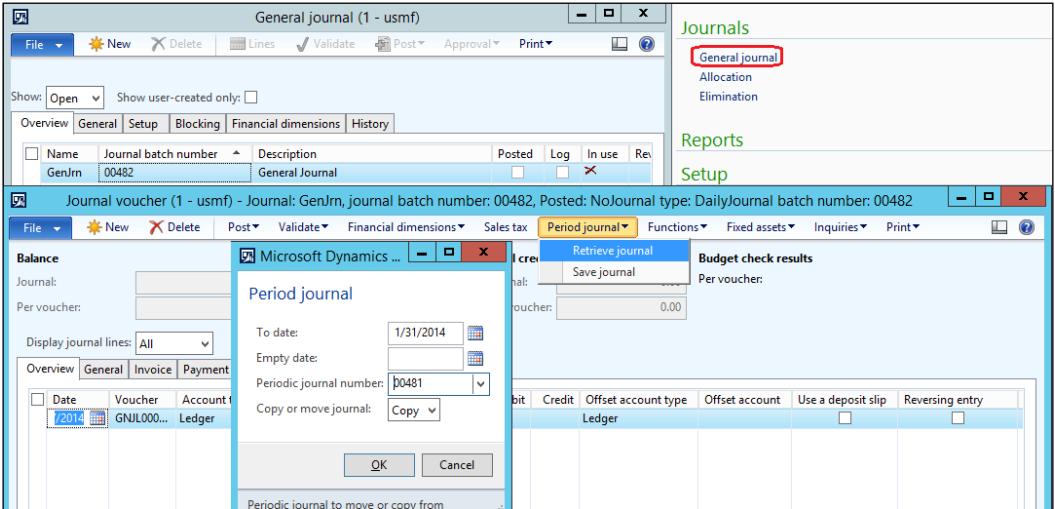 General journal (1 - usmf)
File New Delete Lines Validate Post Approval Print
Show: Open Show user-created only:
Overview General Setup Blocking Financial dimensions History
Name Journal batch number Description Posted Log In use Rev
GenJrn 00482 General Journal
Journals
General journal
Allocation
Elimination
Reports
Setup
Journal voucher (1 - usmf) - Journal: GenJrn, journal batch number: 00482, Posted: NoJournal type: DailyJournal batch number: 00482
File New Delete Post Validate Financial dimensions Sales tax Period journal Functions Fixed assets Inquiries Print
Retrieve journal
Save journal
Balance
Journal:
Per voucher:
Budget check results
Per voucher:
0.00
voucher: 0.00
Display journal lines: All
Overview General Invoice Payment
Date Voucher Account bit Credit Offset account type Offset account Use a deposit slip Reversing entry
/2014 GNJL000... Ledger Ledger
Microsoft Dynamics ...
Period journal
To date: 1/31/2014
Empty date:
Periodic journal number: 00481
Copy or move journal: Copy
OK Cancel
Periodic journal to move or copy from